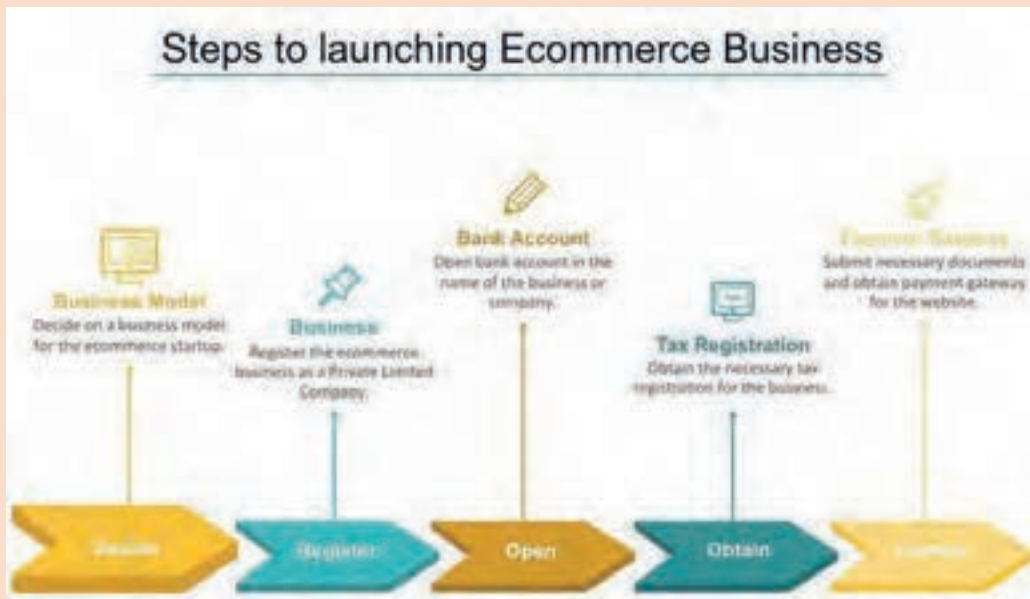 Steps to launching Ecommerce Business
Business Model
Decide on a business model
for the ecommerce startup.
Business
Register the ecommerce
business as a Private Limited
Company.
Bank Account
Open bank account in the
name of the business or
company.
Tax Registration
Obtain the necessary tax
registration for the business.
Submit necessary documents
and obtain payment gateway
for the website.
Decide
Register
Open
Obtain